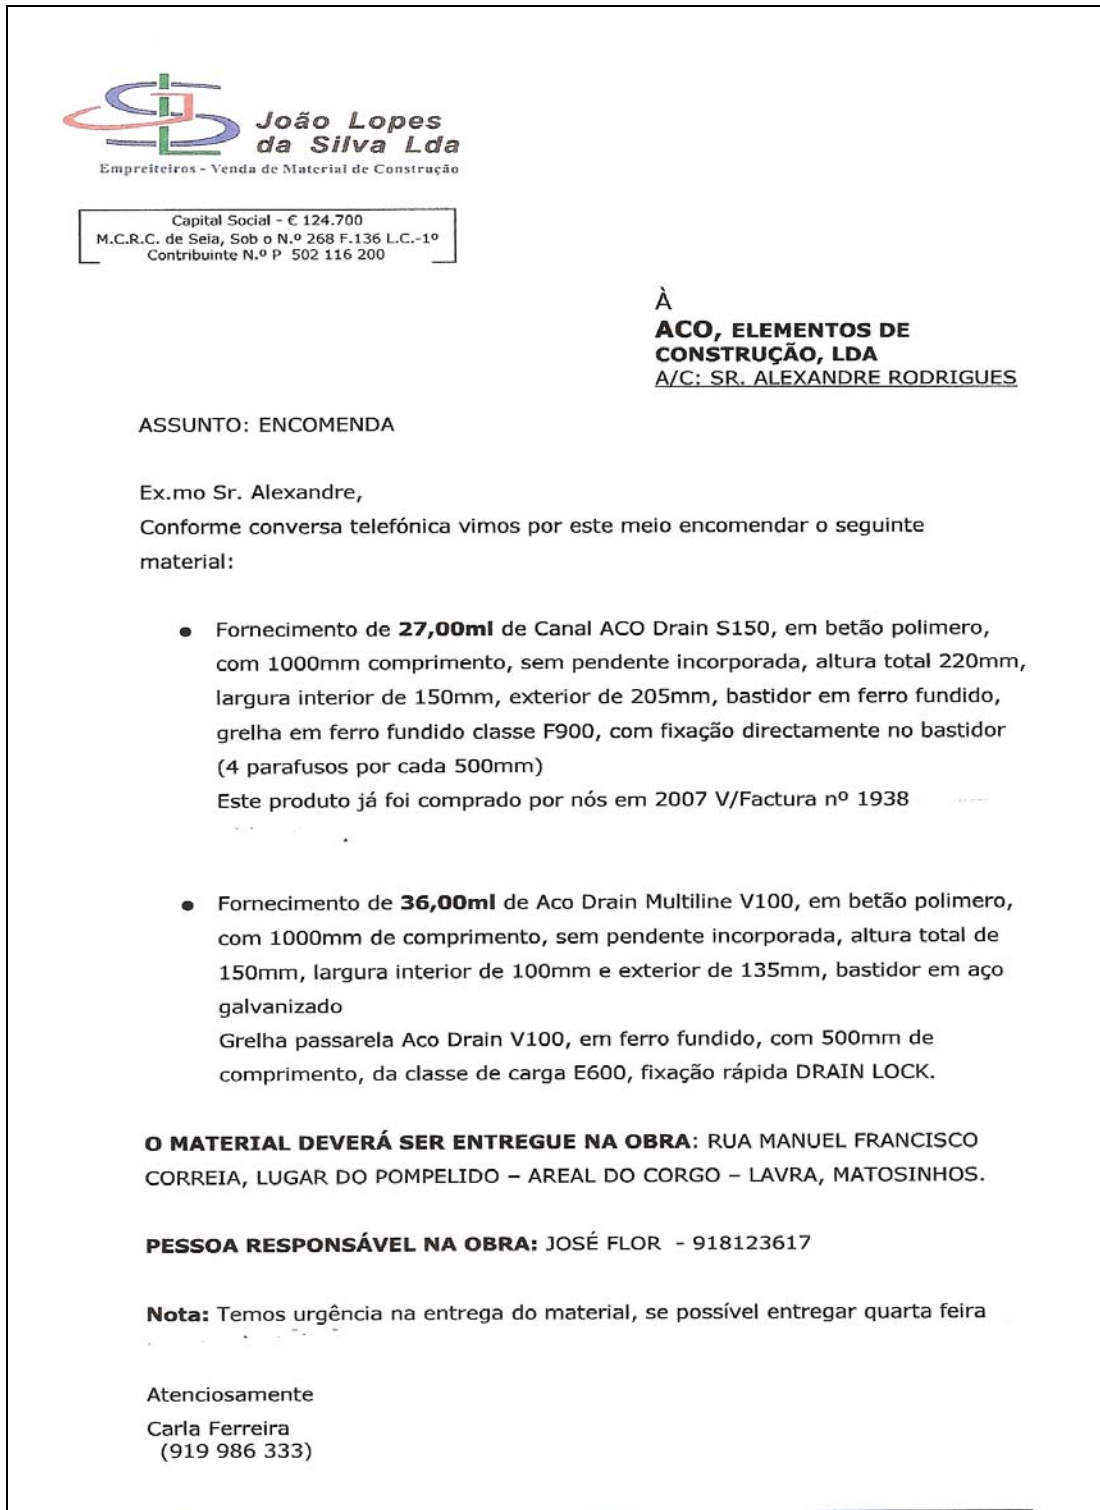 João Lopes
da Silva Lda
Empreiteiros - Venda de Material de Construção
Capital Social - € 124.700
M.C.R.C. de Seia, Sob o N.º 268 F.136 L.C.-1º
Contribuinte N.º P 502 116 200
À
ACO, ELEMENTOS DE
CONSTRUÇÃO, LDA
A/C: SR. ALEXANDRE RODRIGUES
ASSUNTO: ENCOMENDA
Ex.mo Sr. Alexandre,
Conforme conversa telefónica vimos por este meio encomendar o seguinte
material:
● Fornecimento de 27,00ml de Canal ACO Drain S150, em betão polimero,
com 1000mm comprimento, sem pendente incorporada, altura total 220mm,
largura interior de 150mm, exterior de 205mm, bastidor em ferro fundido,
grelha em ferro fundido classe F900, com fixação directamente no bastidor
(4 parafusos por cada 500mm)
Este produto já foi comprado por nós em 2007 V/Factura nº 1938
● Fornecimento de 36,00ml de Aco Drain Multiline V100, em betão polimero,
com 1000mm de comprimento, sem pendente incorporada, altura total de
150mm, largura interior de 100mm e exterior de 135mm, bastidor em aço
galvanizado
Grelha passarela Aco Drain V100, em ferro fundido, com 500mm de
comprimento, da classe de carga E600, fixação rápida DRAIN LOCK.
O MATERIAL DEVERÁ SER ENTREGUE NA OBRA: RUA MANUEL FRANCISCO
CORREIA, LUGAR DO POMPELIDO – AREAL DO CORGO – LAVRA, MATOSINHOS.
PESSOA RESPONSÁVEL NA OBRA: JOSÉ FLOR - 918123617
Nota: Temos urgência na entrega do material, se possível entregar quarta feira
Atenciosamente
Carla Ferreira
(919 986 333)